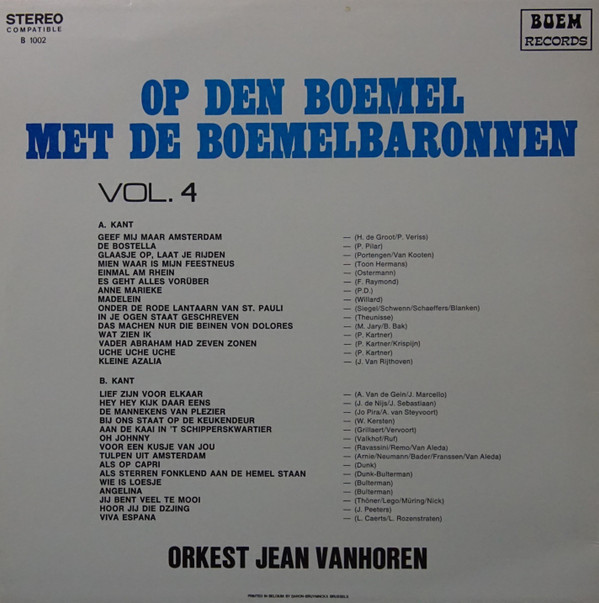 STEREO
COMPATIBLE
B 1002
BOEM
RECORDS
OP DEN BOEMEL
MET DE BOEMELBARONNEN
VOL. 4
A. KANT
GEEF MIJ MAAR AMSTERDAM — (H. de Groot/P. Verlss)
DE BOSTELLA — (P. Pilar)
GLAASJE OP, LAAT JE RIJDEN — (Portengen/Van Kooten)
MIEN WAAR IS MIJN FEESTNEUS — (Toon Hermans)
EINMAL AM RHEIN — (Ostermann)
ES GEHT ALLES VORÜBER — (F. Raymond)
ANNE MARIEKE — (P.D.)
MADELEIN — (Willard)
ONDER DE RODE LANTAARN VAN ST. PAULI — (Siegel/Schwenn/Schaeffers/Blanken)
IN JE OGEN STAAT GESCHREVEN — (Theunisse)
DAS MACHEN NUR DIE BEINEN VON DOLORES — (M. Jary/B. Bak)
WAT ZIEN IK — (P. Kartner)
VADER ABRAHAM HAD ZEVEN ZONEN — (P. Kartner/Krispijn)
UCHE UCHE UCHE — (P. Kartner)
KLEINE AZALIA — (J. Van Rijthoven)
B. KANT
LIEF ZIJN VOOR ELKAAR — (A. Van de Gein/J. Marcello)
HEY HEY KIJK DAAR EENS — (J. de Nijs/J. Sebastiaan)
DE MANNEKENS VAN PLEZIER — (Jo Pira/A. van Steyvoort)
BIJ ONS STAAT OP DE KEUKENDEUR — (W. Kersten)
AAN DE KAAI IN 'T SCHIPPERSKWARTIER — (Grillaert/Vervoort)
OH JOHNNY — (Valkhof/Ruf)
VOOR EEN KUSJE VAN JOU — (Ravassini/Remo/Van Aleda)
TULPEN UIT AMSTERDAM — (Arnie/Neumann/Bader/Franssen/Van Aleda)
ALS OP CAPRI — (Dunk)
ALS STERREN FONKLEND AAN DE HEMEL STAAN — (Dunk-Bulterman)
WIE IS LOESJE — (Bulterman)
ANGELINA — (Bulterman)
JIJ BENT VEEL TE MOOI — (Thöner/Lego/Müring/Nick)
HOOR JIJ DIE DZJING — (J. Peeters)
VIVA ESPANA — (L. Caerts/L. Rozenstraten)
ORKEST JEAN VANHOREN